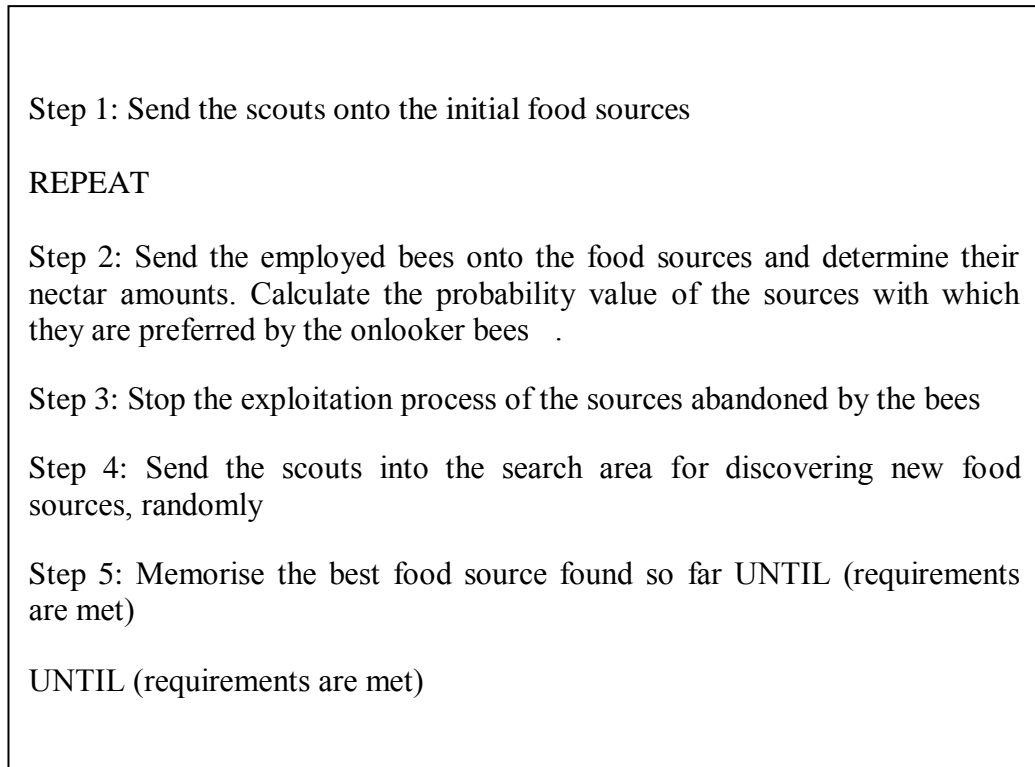 Step 1: Send the scouts onto the initial food sources
REPEAT
Step 2: Send the employed bees onto the food sources and determine their
nectar amounts. Calculate the probability value of the sources with which
they are preferred by the onlooker bees .
Step 3: Stop the exploitation process of the sources abandoned by the bees
Step 4: Send the scouts into the search area for discovering new food
sources, randomly
Step 5: Memorise the best food source found so far UNTIL (requirements
are met)
UNTIL (requirements are met)